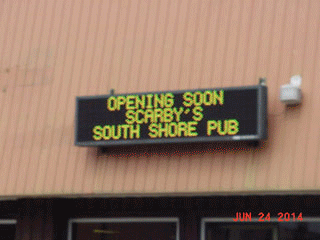 OPENING SOON
SCARBY'S
SOUTH SHORE PUB
JUN 24 2014